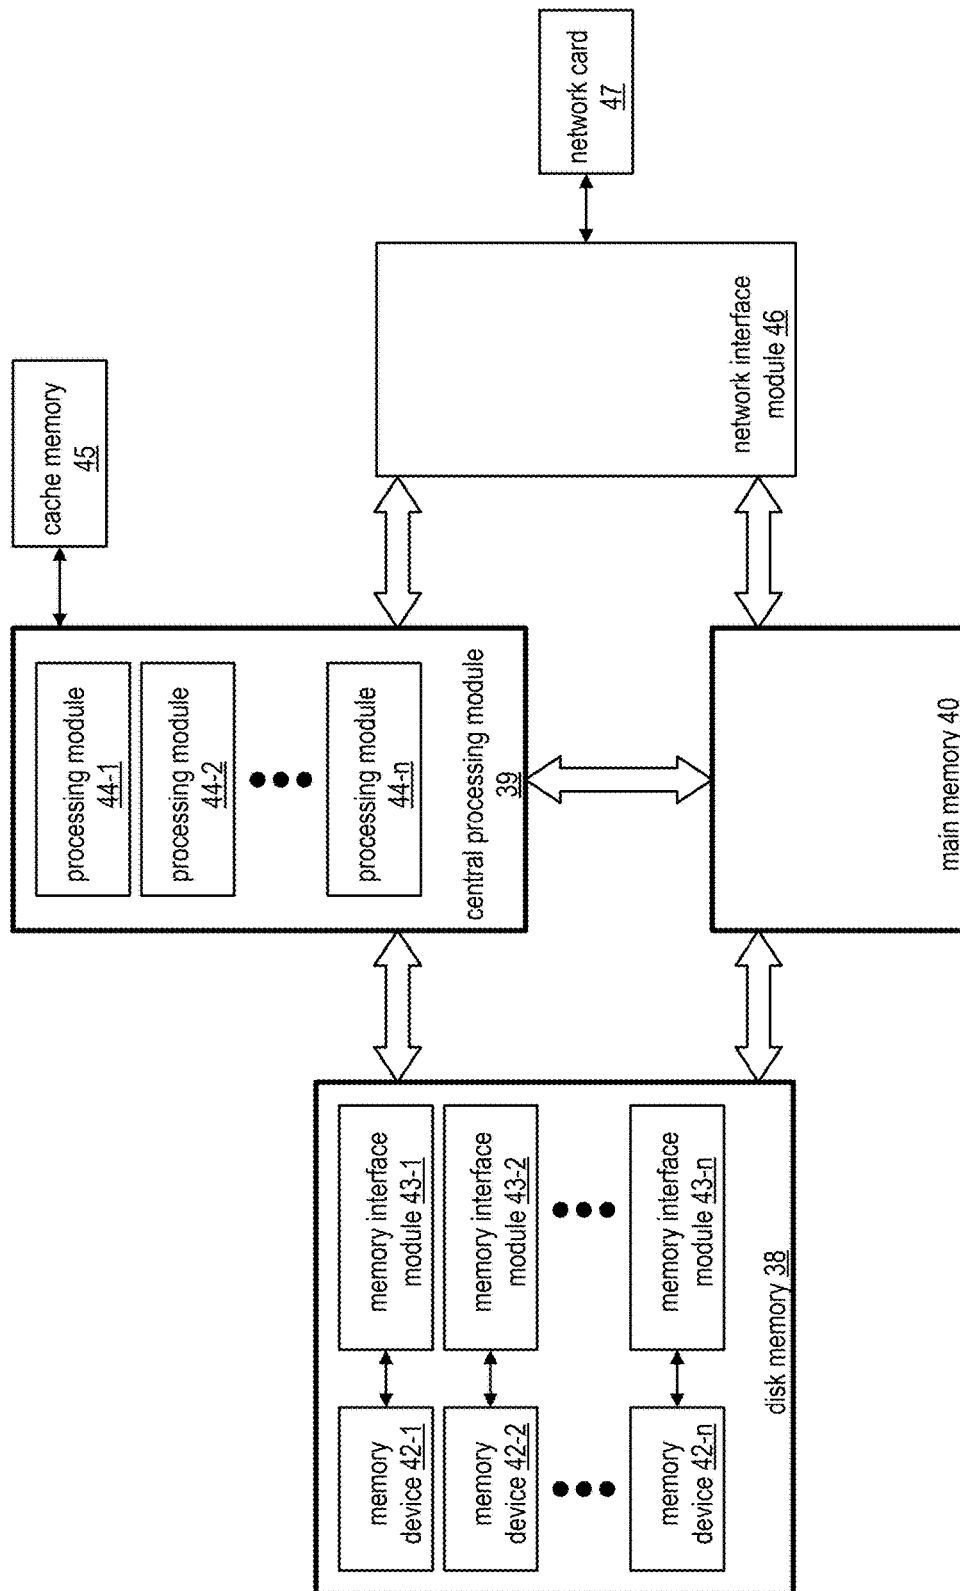 memory
device 42-1
memory interface
module 43-1
memory
device 42-2
memory interface
module 43-2
memory
device 42-n
memory interface
module 43-n
disk memory 38
processing module
44-1
processing module
44-2
processing module
44-n
central processing module
39
cache memory
45
main memory 40
network interface
module 46
network card
47